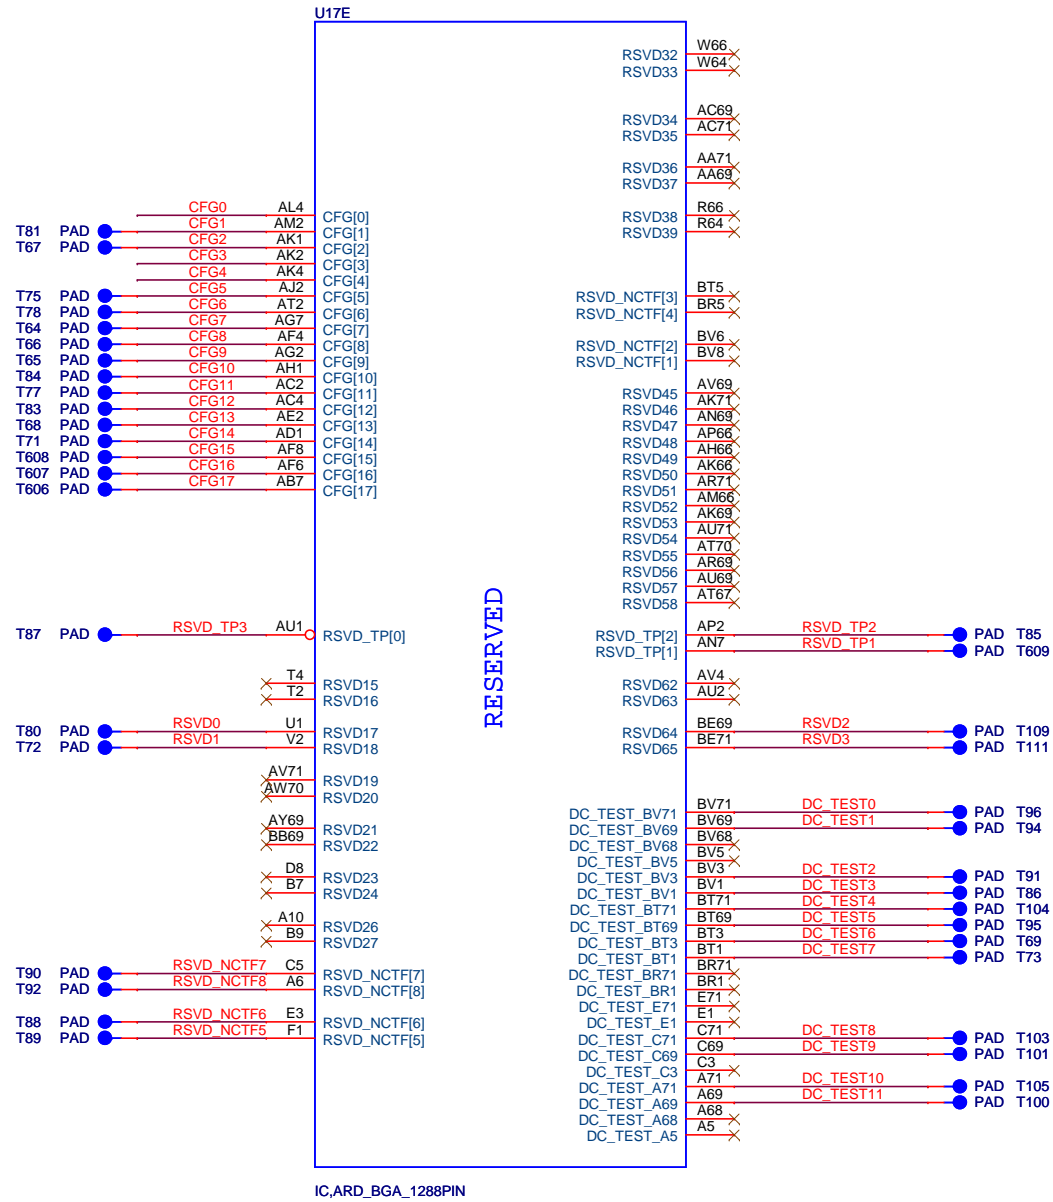 U17E
W66
RSVD32
W64
RSVD33
AC69
RSVD34
AC71
RSVD35
AA71
RSVD36
AA69
RSVD37
CFG0 AL4 CFG[0] R66 RSVD38
T81 PAD CFG1 AM2 CFG[1] R64 RSVD39
T67 PAD CFG2 AK1 CFG[2]
CFG3 AK2 CFG[3]
CFG4 AK4 CFG[4]
T75 PAD CFG5 AJ2 CFG[5] RSVD_NCTF[3] BT5
T78 PAD CFG6 AT2 CFG[6] RSVD_NCTF[4] BR5
T64 PAD CFG7 AG7 CFG[7]
T66 PAD CFG8 AF4 CFG[8] RSVD_NCTF[2] BV6
T65 PAD CFG9 AG2 CFG[9] RSVD_NCTF[1] BV8
T84 PAD CFG10 AH1 CFG[10]
T77 PAD CFG11 AC2 CFG[11] RSVD45 AV69
T83 PAD CFG12 AC4 CFG[12] RSVD46 AK71
T68 PAD CFG13 AE2 CFG[13] RSVD47 AN69
T71 PAD CFG14 AD1 CFG[14] RSVD48 AP66
T608 PAD CFG15 AF8 CFG[15] RSVD49 AH66
T607 PAD CFG16 AF6 CFG[16] RSVD50 AK66
T606 PAD CFG17 AB7 CFG[17] RSVD51 AR71
RSVD52 AM66
RSVD53 AK69
RSVD54 AU71
RSVD55 AT70
RSVD56 AR69
RSVD57 AU69
RSVD58 AT67
RESERVED
T87 PAD RSVD_TP3 AU1 RSVD_TP[0] RSVD_TP[2] AP2 RSVD_TP2 PAD T85
RSVD_TP[1] AN7 RSVD_TP1 PAD T609
T4 RSVD15 RSVD62 AV4
T2 RSVD16 RSVD63 AU2
T80 PAD RSVD0 U1 RSVD17 RSVD64 BE69 RSVD2 PAD T109
T72 PAD RSVD1 V2 RSVD18 RSVD65 BE71 RSVD3 PAD T111
AV71 RSVD19
AW70 RSVD20
DC_TEST_BV71 BV71 DC_TEST0 PAD T96
AY69 RSVD21 DC_TEST_BV69 BV69 DC_TEST1 PAD T94
BB69 RSVD22 DC_TEST_BV68 BV68
DC_TEST_BV5 BV5
D8 RSVD23 DC_TEST_BV3 BV3 DC_TEST2 PAD T91
B7 RSVD24 DC_TEST_BV1 BV1 DC_TEST3 PAD T86
DC_TEST_BT71 BT71 DC_TEST4 PAD T104
A10 RSVD26 DC_TEST_BT69 BT69 DC_TEST5 PAD T95
B9 RSVD27 DC_TEST_BT3 BT3 DC_TEST6 PAD T69
DC_TEST_BT1 BT1 DC_TEST7 PAD T73
T90 PAD RSVD_NCTF7 C5 RSVD_NCTF[7] DC_TEST_BR71 BR71
T92 PAD RSVD_NCTF8 A6 RSVD_NCTF[8] DC_TEST_BR1 BR1
DC_TEST_E71 E71
T88 PAD RSVD_NCTF6 E3 RSVD_NCTF[6] DC_TEST_E1 E1
T89 PAD RSVD_NCTF5 F1 RSVD_NCTF[5] DC_TEST_C71 C71 DC_TEST8 PAD T103
DC_TEST_C69 C69 DC_TEST9 PAD T101
DC_TEST_C3 C3
DC_TEST_A71 A71 DC_TEST10 PAD T105
DC_TEST_A69 A69 DC_TEST11 PAD T100
DC_TEST_A68 A68
DC_TEST_A5 A5
IC,ARD_BGA_1288PIN